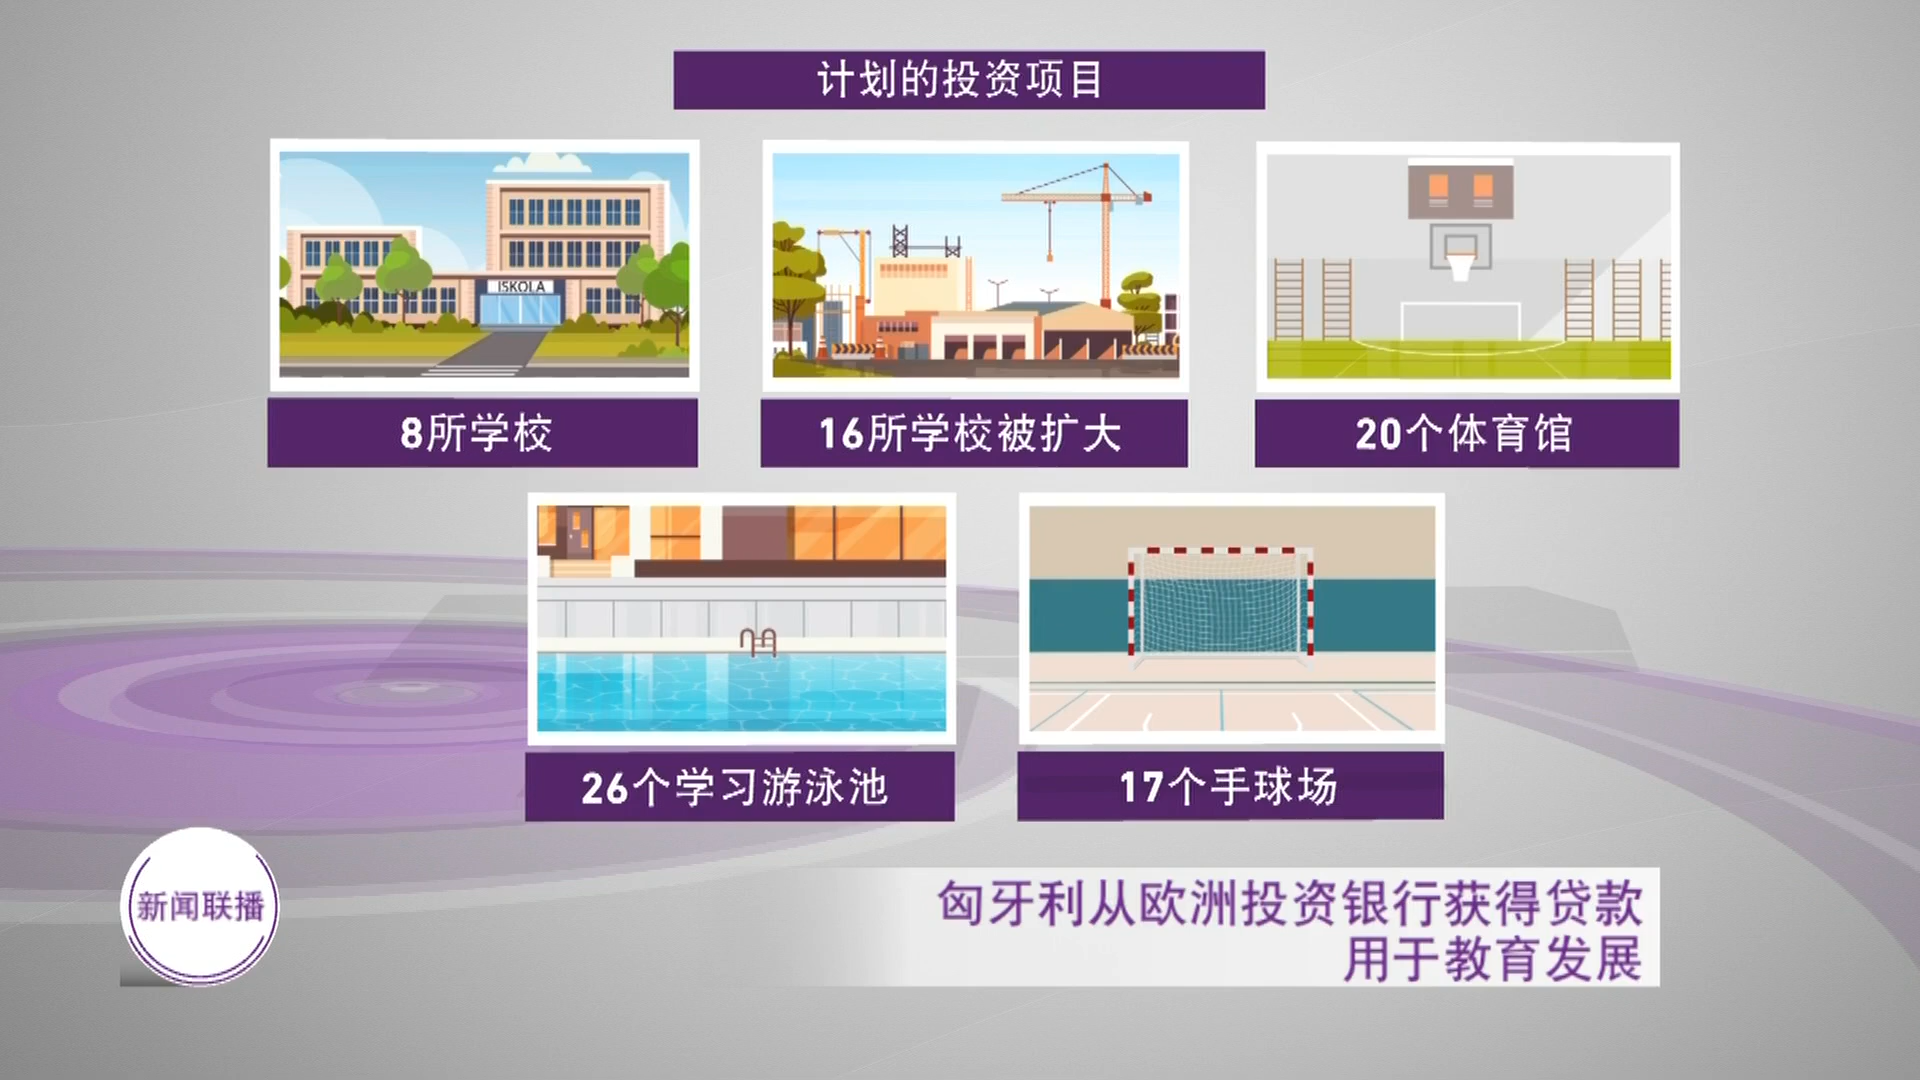 计划的投资项目
ISKOLA
8所学校
16所学校被扩大
20个体育馆
26个学习游泳池
17个手球场
新闻联播
匈牙利从欧洲投资银行获得贷款
用于教育发展